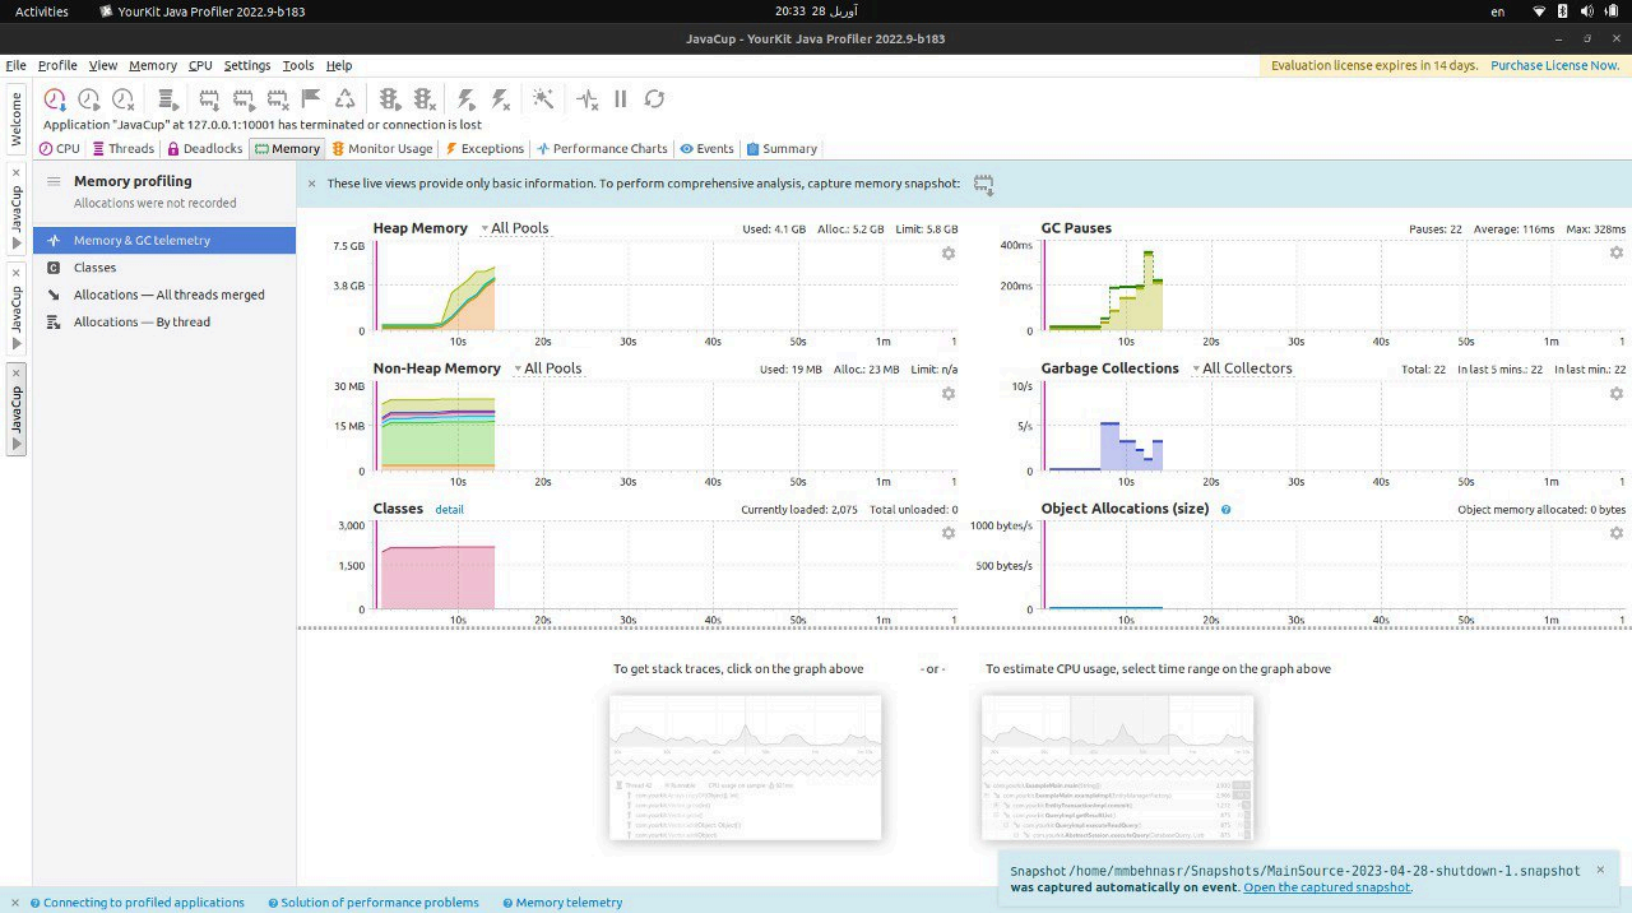 Activities
YourKit Java Profiler 2022.9-b183
20:33 28 آوریل
en
JavaCup - YourKit Java Profiler 2022.9-b183
File Profile View Memory CPU Settings Tools Help
Evaluation license expires in 14 days. Purchase License Now.
Welcome
JavaCup
JavaCup
JavaCup
Application "JavaCup" at 127.0.0.1:10001 has terminated or connection is lost
CPU Threads Deadlocks Memory Monitor Usage Exceptions Performance Charts Events Summary
Memory profiling
Allocations were not recorded
Memory & GC telemetry
Classes
Allocations — All threads merged
Allocations — By thread
These live views provide only basic information. To perform comprehensive analysis, capture memory snapshot:
Heap Memory All Pools Used: 4.1 GB Alloc.: 5.2 GB Limit: 5.8 GB
7.5 GB
3.8 GB
0
10s 20s 30s 40s 50s 1m 1
GC Pauses Pauses: 22 Average: 116ms Max: 328ms
400ms
200ms
0
10s 20s 30s 40s 50s 1m 1
Non-Heap Memory All Pools Used: 19 MB Alloc.: 23 MB Limit: n/a
30 MB
15 MB
0
10s 20s 30s 40s 50s 1m 1
Garbage Collections All Collectors Total: 22 In last 5 mins.: 22 In last min.: 22
10/s
5/s
0
10s 20s 30s 40s 50s 1m 1
Classes detail Currently loaded: 2,075 Total unloaded: 0
3,000
1,500
0
10s 20s 30s 40s 50s 1m 1
Object Allocations (size) Object memory allocated: 0 bytes
1000 bytes/s
500 bytes/s
0
10s 20s 30s 40s 50s 1m 1
To get stack traces, click on the graph above
- or -
To estimate CPU usage, select time range on the graph above
Snapshot /home/mmbehnasr/Snapshots/MainSource-2023-04-28-shutdown-1.snapshot
was captured automatically on event. Open the captured snapshot.
Connecting to profiled applications Solution of performance problems Memory telemetry